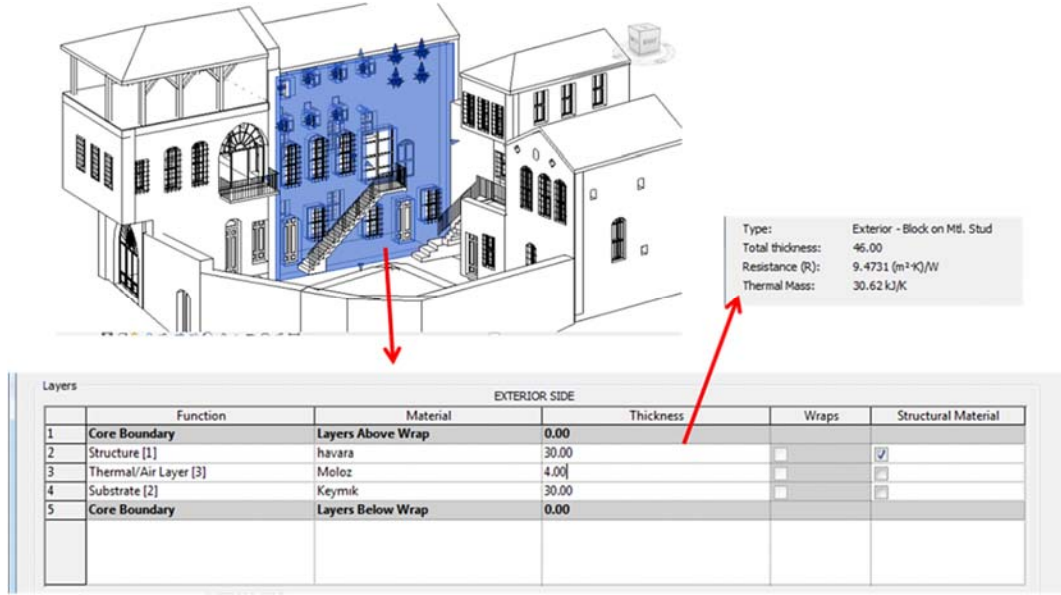 Type: Exterior - Block on Mtl. Stud
Total thickness: 46.00
Resistance (R): 9.4731 (m²·K)/W
Thermal Mass: 30.62 kJ/K
Layers
EXTERIOR SIDE
Function Material Thickness Wraps Structural Material
1 Core Boundary Layers Above Wrap 0.00
2 Structure [1] havara 30.00
3 Thermal/Air Layer [3] Moloz 4.00
4 Substrate [2] Keymık 30.00
5 Core Boundary Layers Below Wrap 0.00